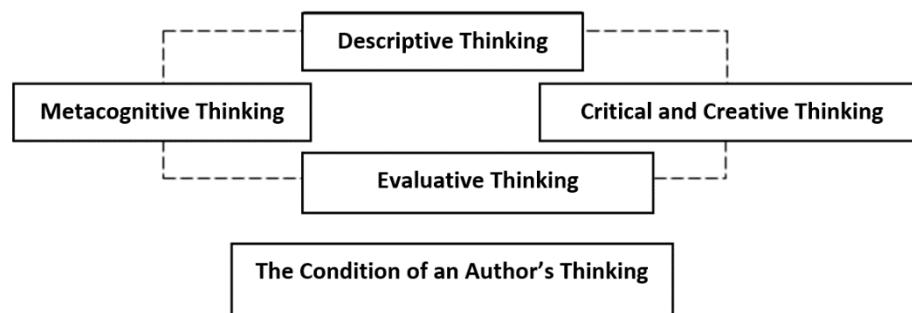 Descriptive Thinking
Metacognitive Thinking
Critical and Creative Thinking
Evaluative Thinking
The Condition of an Author’s Thinking